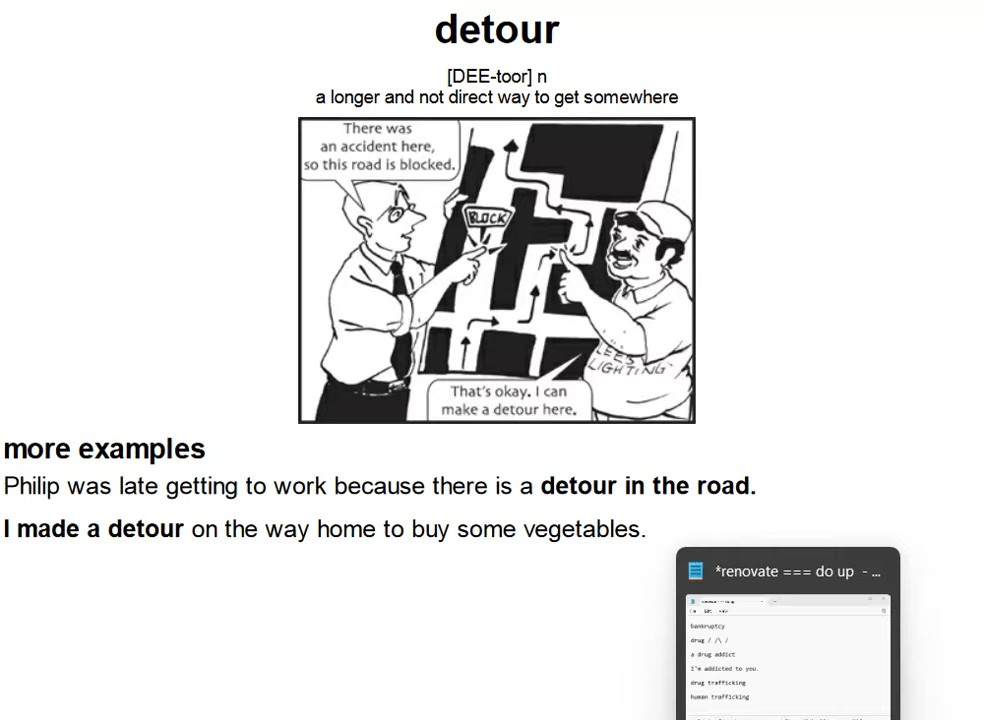 detour
[DEE-toor] n
a longer and not direct way to get somewhere
There was
an accident here,
so this road is blocked.
BLOCK
LEE'S
LIGHTING
That's okay. I can
make a detour here.
more examples
Philip was late getting to work because there is a detour in the road.
I made a detour on the way home to buy some vegetables.
*renovate === do up - ...
bankruptcy
drug / /\ /
a drug addict
I'm addicted to you.
drug trafficking
human trafficking